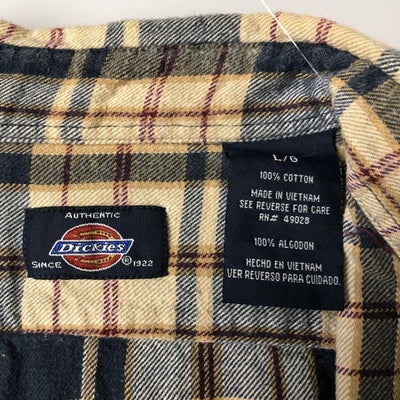 AUTHENTIC
Dickies
®
SINCE 1922
L/G
100% COTTON
MADE IN VIETNAM
SEE REVERSE FOR CARE
RN# 49028
100% ALGODON
HECHO EN VIETNAM
VER REVERSO PARA CUIDADO.